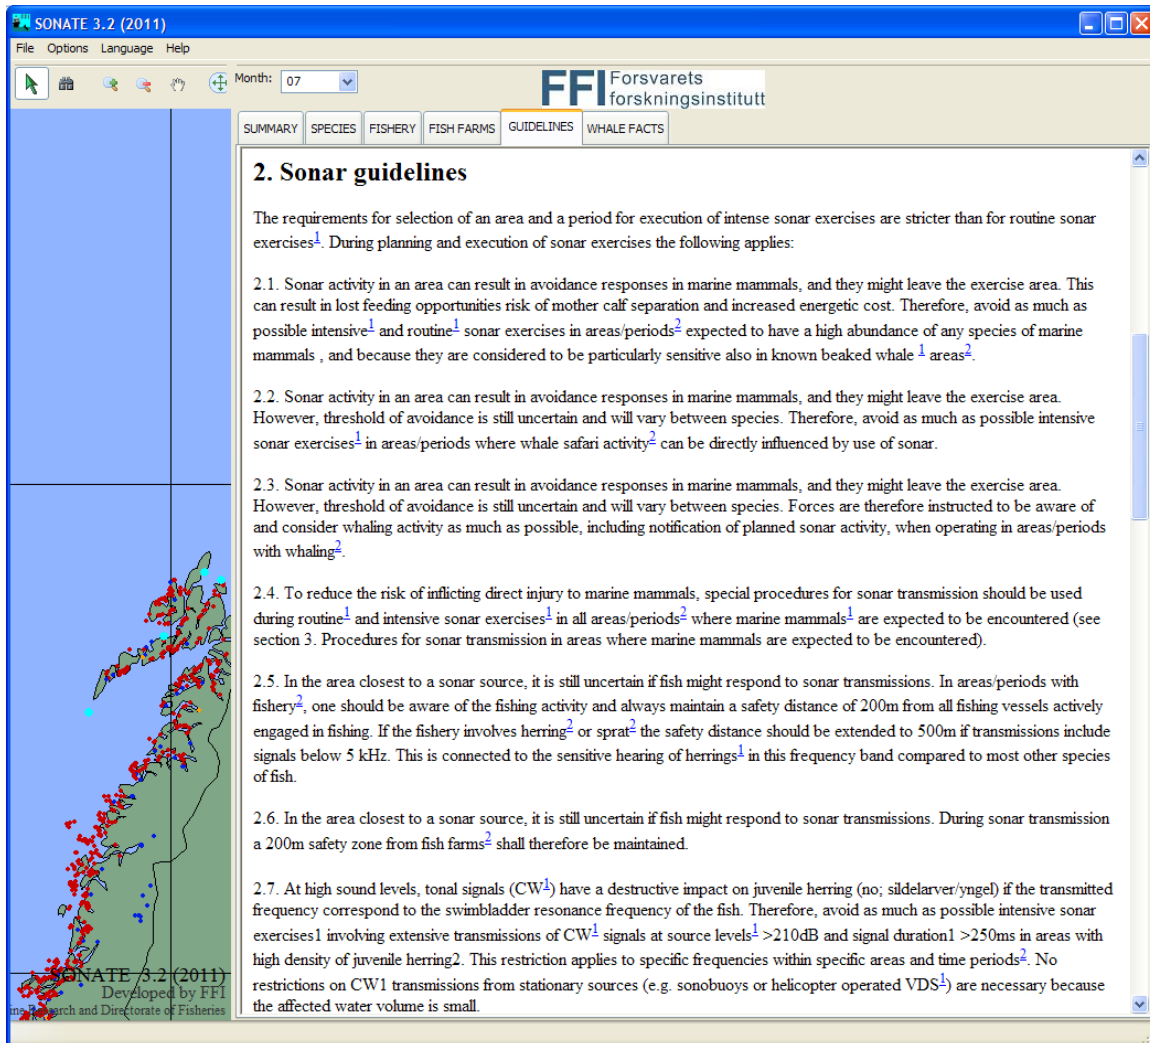 SONATE 3.2 (2011)
File Options Language Help
Month: 07
FFI Forsvarets
forskningsinstitutt
SUMMARY SPECIES FISHERY FISH FARMS GUIDELINES WHALE FACTS
2. Sonar guidelines
The requirements for selection of an area and a period for execution of intense sonar exercises are stricter than for routine sonar
exercises1. During planning and execution of sonar exercises the following applies:
2.1. Sonar activity in an area can result in avoidance responses in marine mammals, and they might leave the exercise area. This
can result in lost feeding opportunities risk of mother calf separation and increased energetic cost. Therefore, avoid as much as
possible intensive1 and routine1 sonar exercises in areas/periods2 expected to have a high abundance of any species of marine
mammals , and because they are considered to be particularly sensitive also in known beaked whale 1 areas2.
2.2. Sonar activity in an area can result in avoidance responses in marine mammals, and they might leave the exercise area.
However, threshold of avoidance is still uncertain and will vary between species. Therefore, avoid as much as possible intensive
sonar exercises1 in areas/periods where whale safari activity2 can be directly influenced by use of sonar.
2.3. Sonar activity in an area can result in avoidance responses in marine mammals, and they might leave the exercise area.
However, threshold of avoidance is still uncertain and will vary between species. Forces are therefore instructed to be aware of
and consider whaling activity as much as possible, including notification of planned sonar activity, when operating in areas/periods
with whaling2.
2.4. To reduce the risk of inflicting direct injury to marine mammals, special procedures for sonar transmission should be used
during routine1 and intensive sonar exercises1 in all areas/periods2 where marine mammals1 are expected to be encountered (see
section 3. Procedures for sonar transmission in areas where marine mammals are expected to be encountered).
2.5. In the area closest to a sonar source, it is still uncertain if fish might respond to sonar transmissions. In areas/periods with
fishery2, one should be aware of the fishing activity and always maintain a safety distance of 200m from all fishing vessels actively
engaged in fishing. If the fishery involves herring2 or sprat2 the safety distance should be extended to 500m if transmissions include
signals below 5 kHz. This is connected to the sensitive hearing of herrings1 in this frequency band compared to most other species
of fish.
2.6. In the area closest to a sonar source, it is still uncertain if fish might respond to sonar transmissions. During sonar transmission
a 200m safety zone from fish farms2 shall therefore be maintained.
2.7. At high sound levels, tonal signals (CW1) have a destructive impact on juvenile herring (no; sildelarver/yngel) if the transmitted
frequency correspond to the swimbladder resonance frequency of the fish. Therefore, avoid as much as possible intensive sonar
exercises1 involving extensive transmissions of CW1 signals at source levels1 >210dB and signal duration1 >250ms in areas with
high density of juvenile herring2. This restriction applies to specific frequencies within specific areas and time periods2. No
restrictions on CW1 transmissions from stationary sources (e.g. sonobuoys or helicopter operated VDS1) are necessary because
the affected water volume is small.
SONATE 3.2 (2011)
Developed by FFI
Research and Directorate of Fisheries